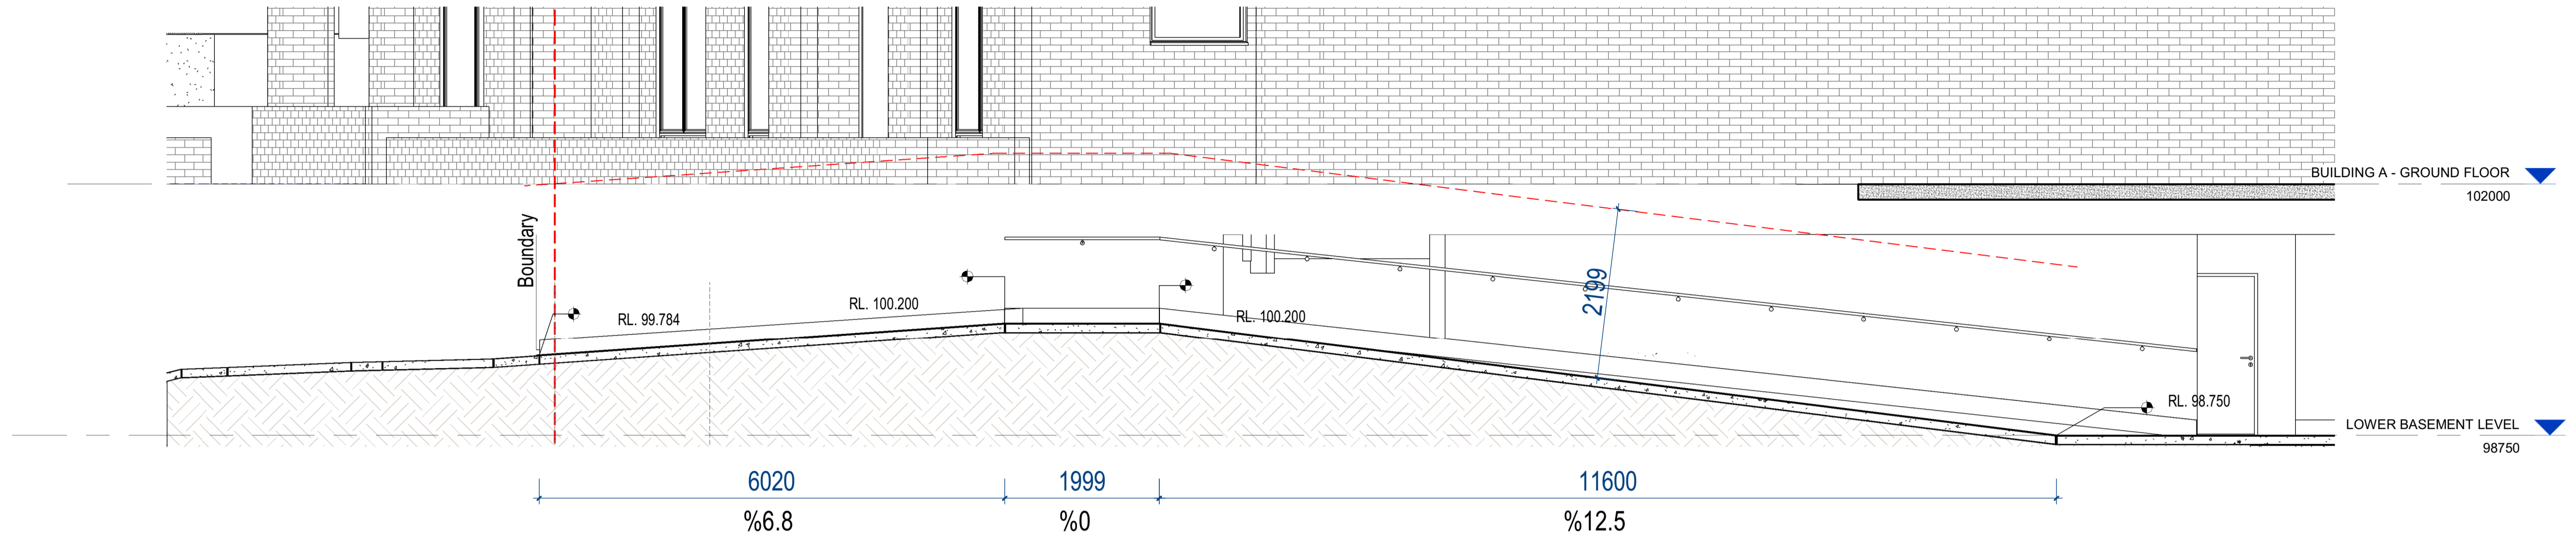 BUILDING A - GROUND FLOOR
102000
Boundary
RL. 99.784
RL. 100.200
RL. 100.200
2199
RL. 98.750
LOWER BASEMENT LEVEL
98750
6020
1999
11600
%6.8
%0
%12.5